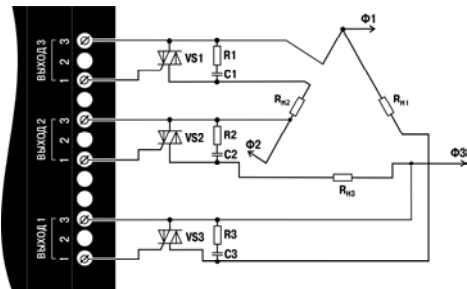 Ф1
ВЫХОД 3
3
2
1
VS1
R1
C1
RН2
RН1
ВЫХОД 2
3
2
1
VS2
R2
C2
Ф2
Ф3
RН3
ВЫХОД 1
3
2
1
VS3
R3
C3